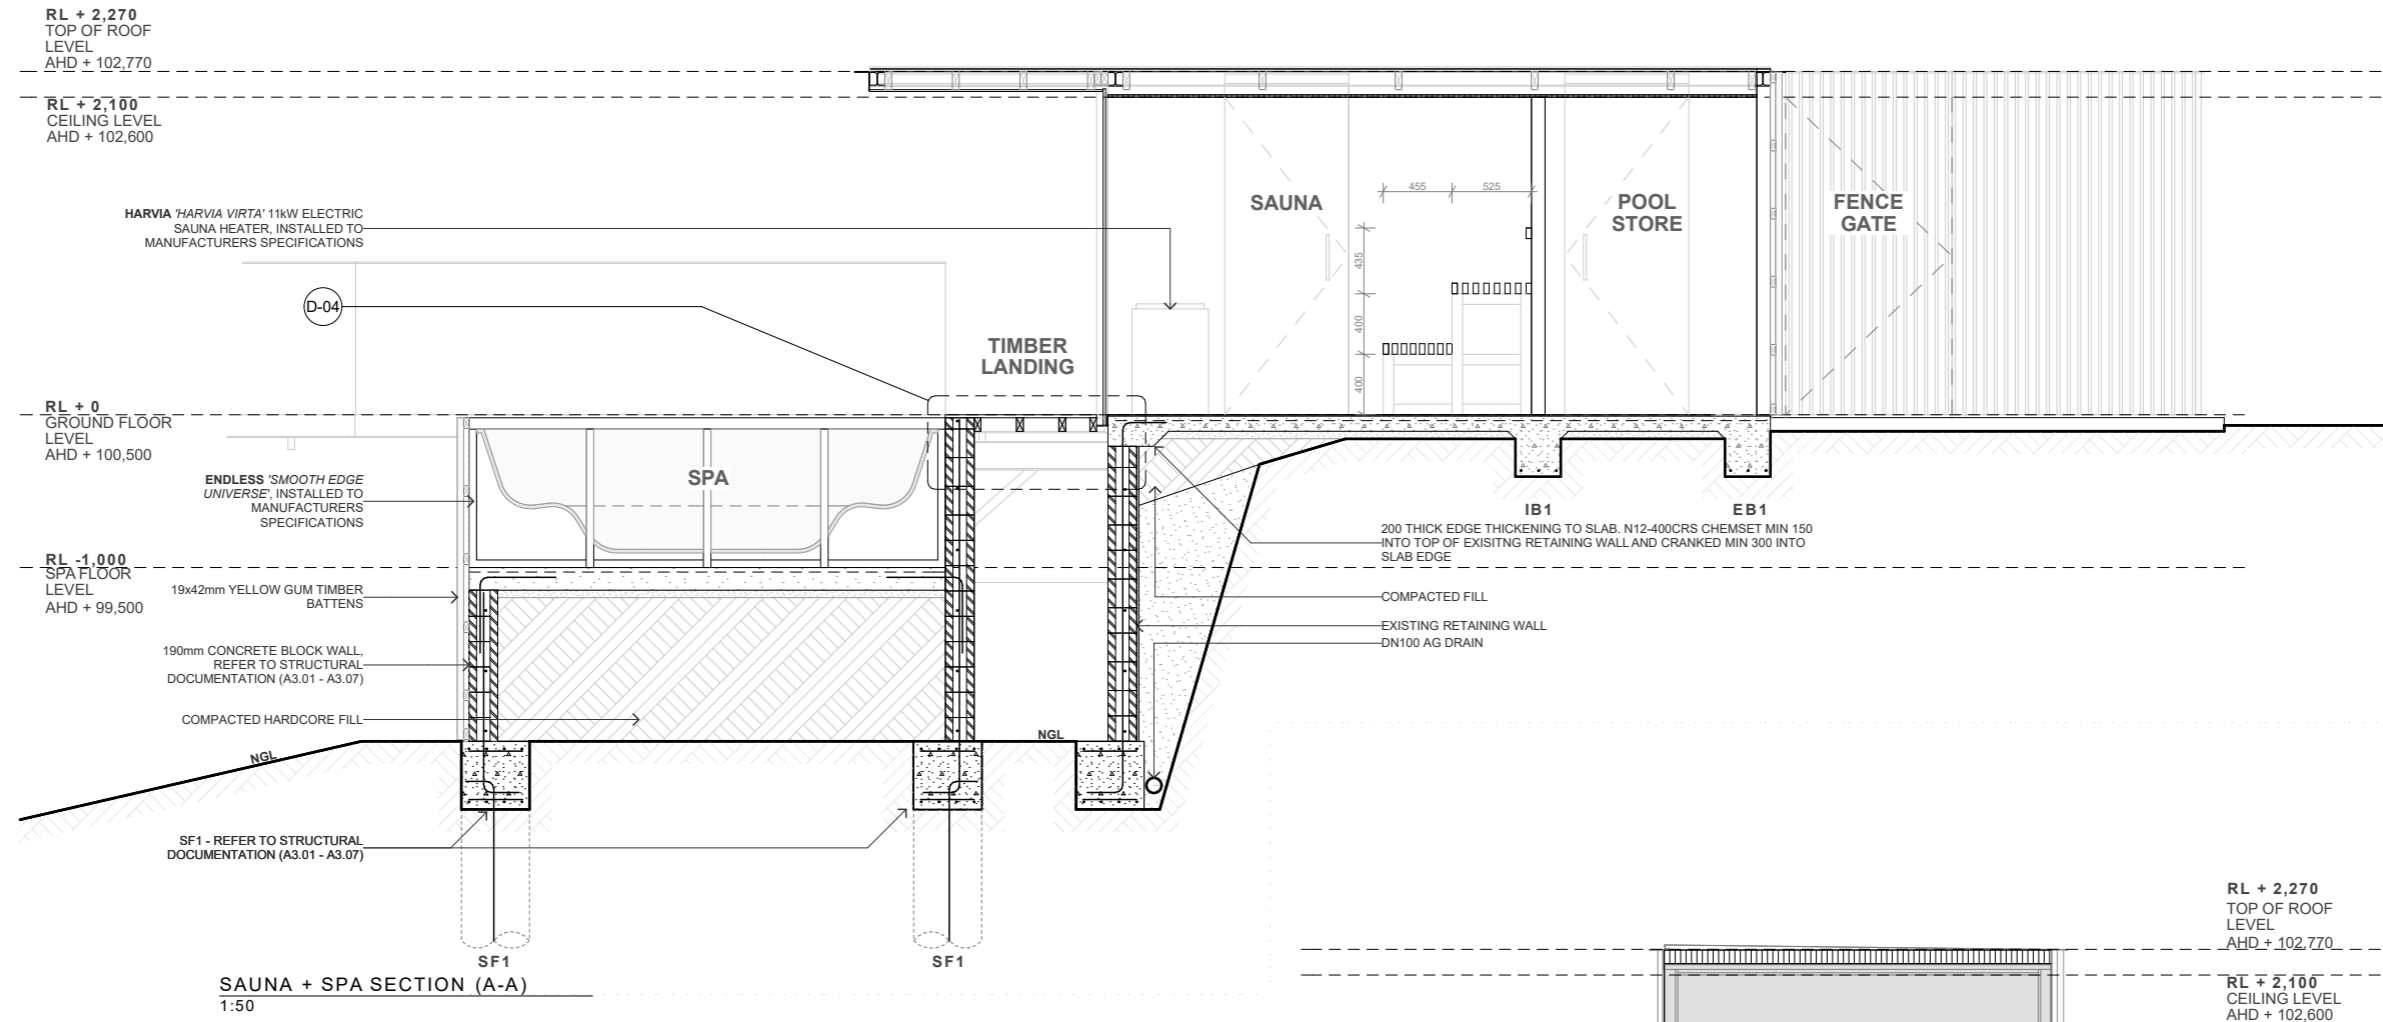 RL + 2,270
TOP OF ROOF
LEVEL
AHD + 102,770
RL + 2,100
CEILING LEVEL
AHD + 102,600
HARVIA 'HARVIA VIRTA' 11kW ELECTRIC
SAUNA HEATER, INSTALLED TO
MANUFACTURERS SPECIFICATIONS
D-04
SAUNA
455
525
435
400
400
POOL
STORE
FENCE
GATE
TIMBER
LANDING
RL + 0
GROUND FLOOR
LEVEL
AHD + 100,500
ENDLESS 'SMOOTH EDGE
UNIVERSE', INSTALLED TO
MANUFACTURERS
SPECIFICATIONS
SPA
RL -1,000
SPA FLOOR
LEVEL
AHD + 99,500
19x42mm YELLOW GUM TIMBER
BATTENS
190mm CONCRETE BLOCK WALL,
REFER TO STRUCTURAL
DOCUMENTATION (A3.01 - A3.07)
COMPACTED HARDCORE FILL
NGL
NGL
IB1
EB1
200 THICK EDGE THICKENING TO SLAB. N12-400CRS CHEMSET MIN 150
INTO TOP OF EXISITNG RETAINING WALL AND CRANKED MIN 300 INTO
SLAB EDGE
COMPACTED FILL
EXISTING RETAINING WALL
DN100 AG DRAIN
SF1 - REFER TO STRUCTURAL
DOCUMENTATION (A3.01 - A3.07)
SF1
SF1
SAUNA + SPA SECTION (A-A)
1:50
RL + 2,270
TOP OF ROOF
LEVEL
AHD + 102,770
RL + 2,100
CEILING LEVEL
AHD + 102,600